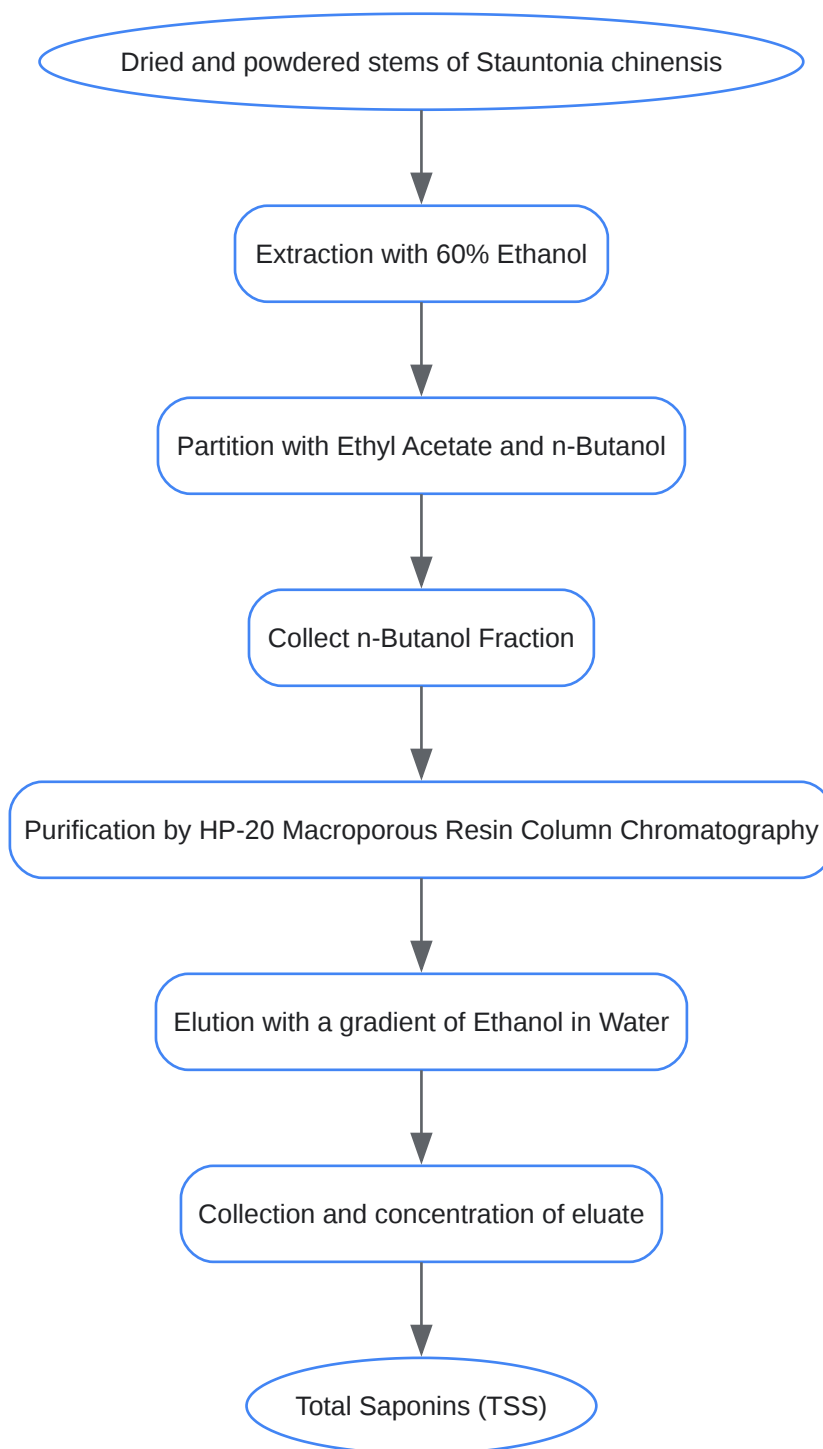 Dried and powdered stems of Stauntonia chinensis
Extraction with 60% Ethanol
Partition with Ethyl Acetate and n-Butanol
Collect n-Butanol Fraction
Purification by HP-20 Macroporous Resin Column Chromatography
Elution with a gradient of Ethanol in Water
Collection and concentration of eluate
Total Saponins (TSS)